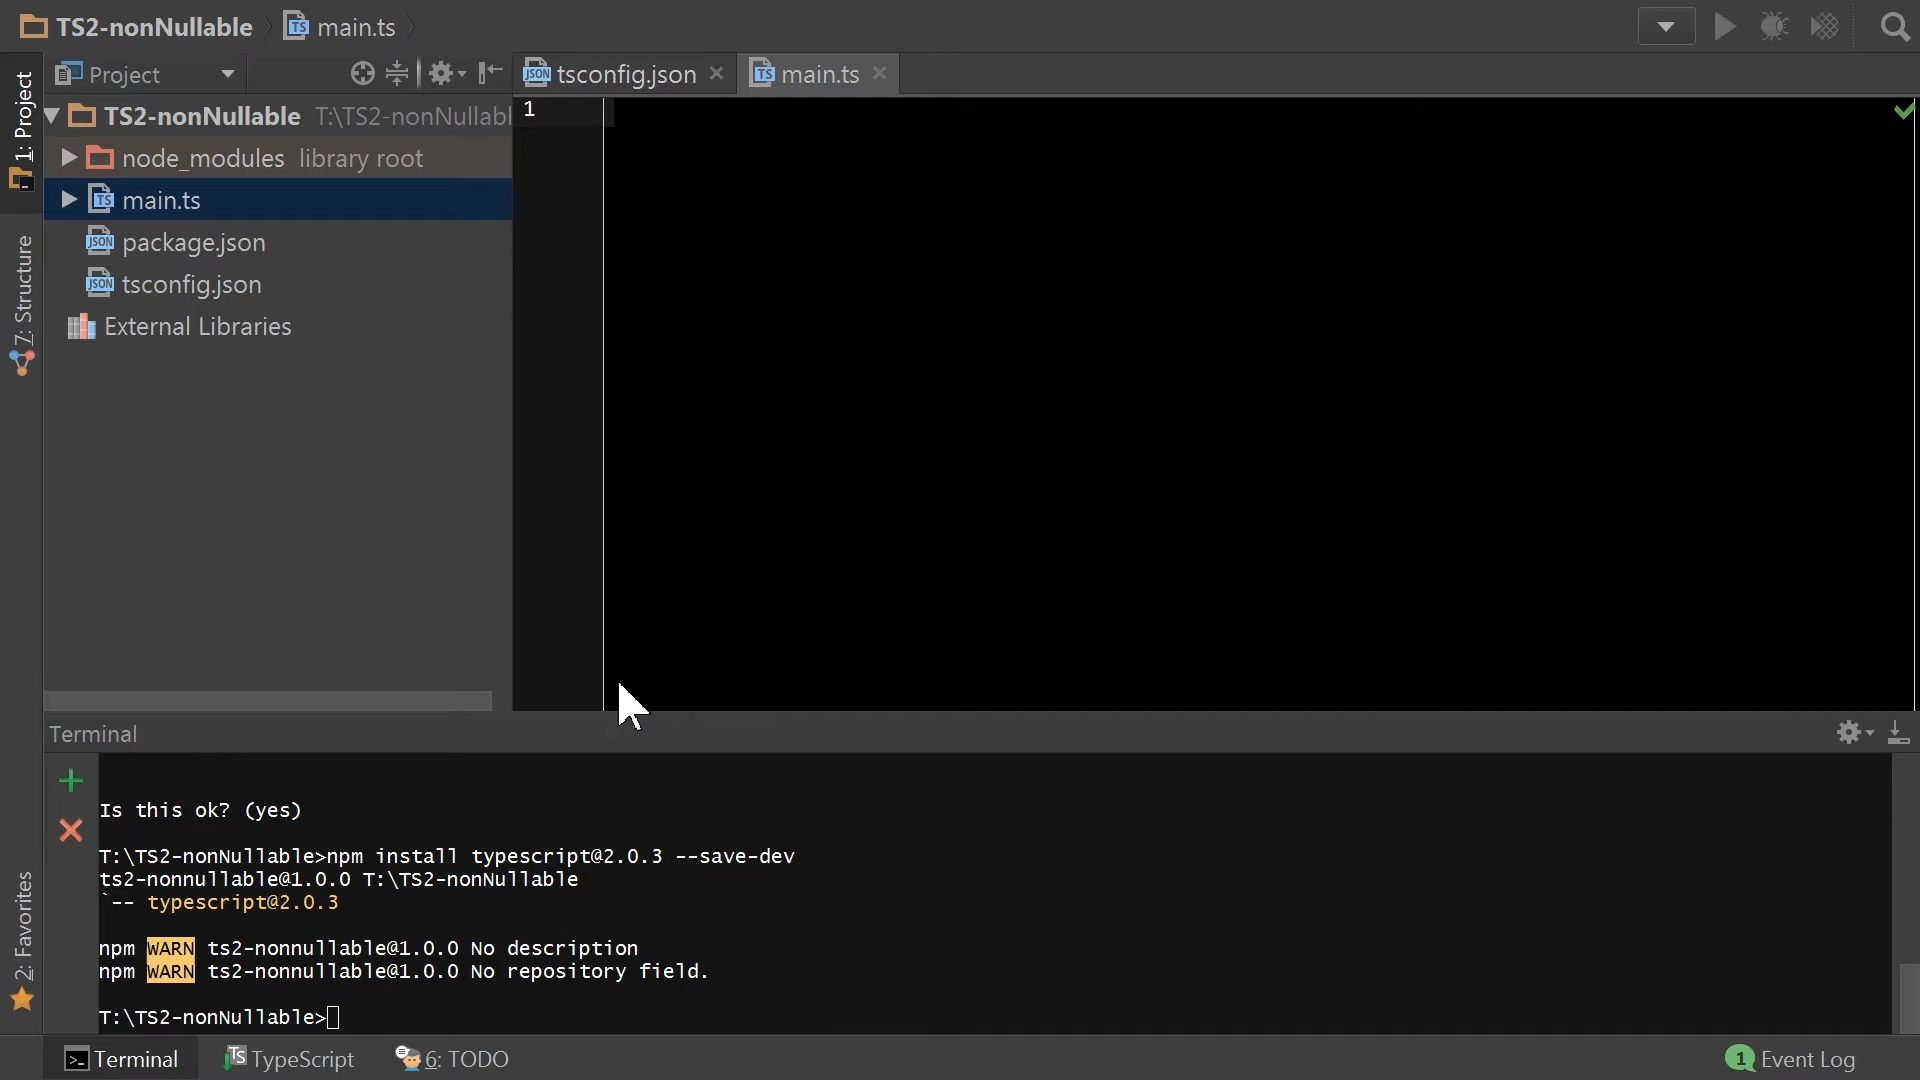 TS2-nonNullable main.ts
1: Project
Project
tsconfig.json
main.ts
TS2-nonNullable T:\TS2-nonNullabl
node_modules library root
main.ts
package.json
tsconfig.json
External Libraries
7: Structure
2: Favorites
1
Terminal
Is this ok? (yes)
T:\TS2-nonNullable>npm install typescript@2.0.3 --save-dev
ts2-nonnullable@1.0.0 T:\TS2-nonNullable
`-- typescript@2.0.3
npm WARN ts2-nonnullable@1.0.0 No description
npm WARN ts2-nonnullable@1.0.0 No repository field.
T:\TS2-nonNullable>
Terminal
TypeScript
6: TODO
1 Event Log